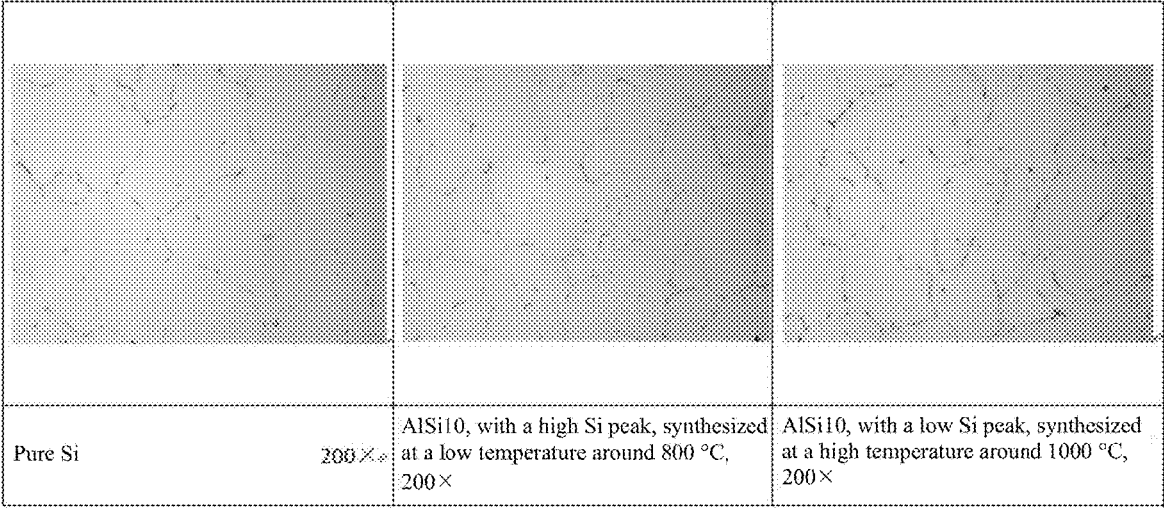 Pure Si 200×
AlSi10, with a high Si peak, synthesized
at a low temperature around 800 °C,
200×
AlSi10, with a low Si peak, synthesized
at a high temperature around 1000 °C,
200×